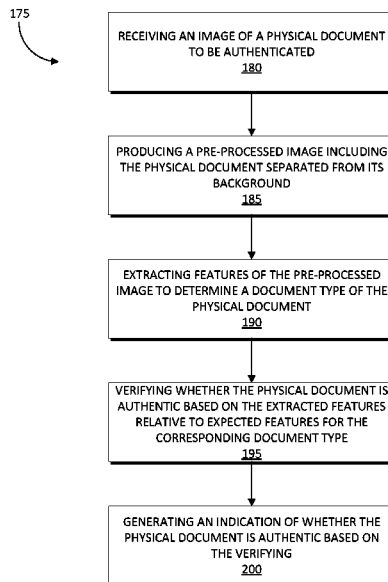 175
RECEIVING AN IMAGE OF A PHYSICAL DOCUMENT
TO BE AUTHENTICATED
180
PRODUCING A PRE-PROCESSED IMAGE INCLUDING
THE PHYSICAL DOCUMENT SEPARATED FROM ITS
BACKGROUND
185
EXTRACTING FEATURES OF THE PRE-PROCESSED
IMAGE TO DETERMINE A DOCUMENT TYPE OF THE
PHYSICAL DOCUMENT
190
VERIFYING WHETHER THE PHYSICAL DOCUMENT IS
AUTHENTIC BASED ON THE EXTRACTED FEATURES
RELATIVE TO EXPECTED FEATURES FOR THE
CORRESPONDING DOCUMENT TYPE
195
GENERATING AN INDICATION OF WHETHER THE
PHYSICAL DOCUMENT IS AUTHENTIC BASED ON
THE VERIFYING
200